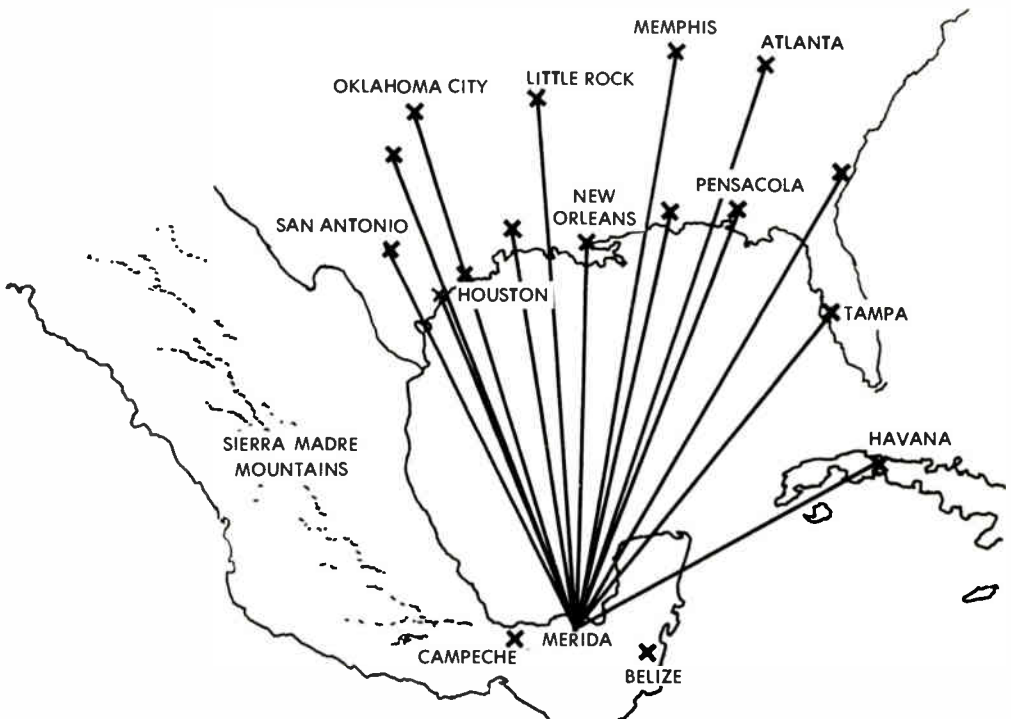 MEMPHIS
ATLANTA
OKLAHOMA CITY
LITTLE ROCK
PENSACOLA
NEW
ORLEANS
SAN ANTONIO
HOUSTON
TAMPA
HAVANA
SIERRA MADRE
MOUNTAINS
MERIDA
CAMPECHE
BELIZE